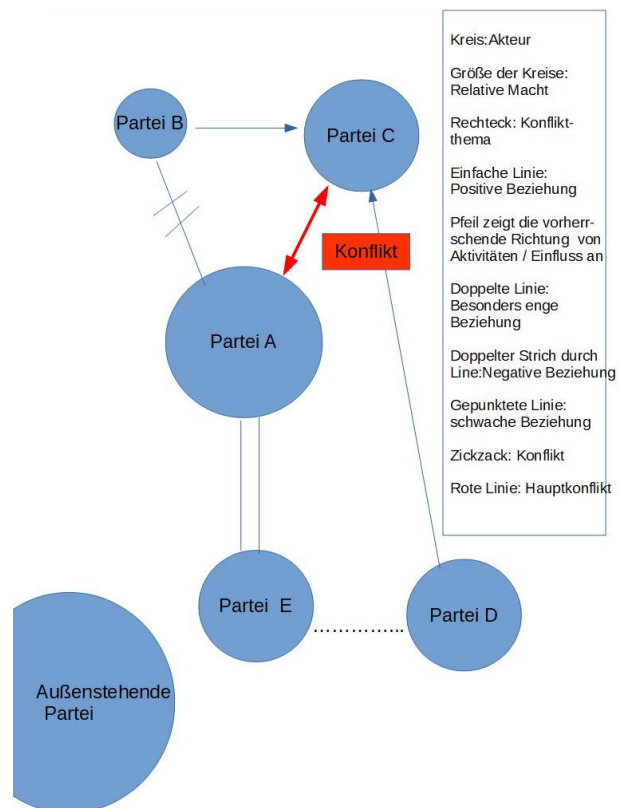 Partei B
Partei C
Konflikt
Partei A
Partei E
Partei D
Außenstehende
Partei
Kreis:Akteur
Größe der Kreise:
Relative Macht
Rechteck: Konflikt-
thema
Einfache Linie:
Positive Beziehung
Pfeil zeigt die vorherr-
schende Richtung von
Aktivitäten / Einfluss an
Doppelte Linie:
Besonders enge
Beziehung
Doppelter Strich durch
Line:Negative Beziehung
Gepunktete Linie:
schwache Beziehung
Zickzack: Konflikt
Rote Linie: Hauptkonflikt